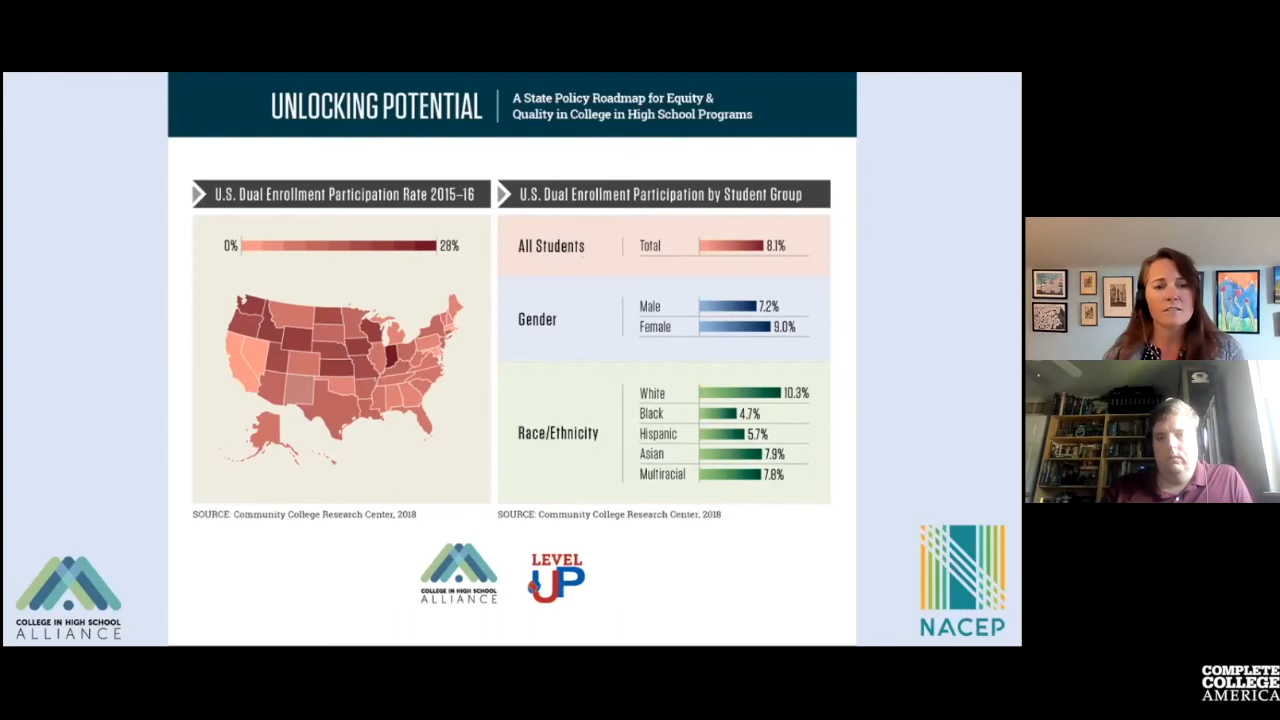 UNLOCKING POTENTIAL
A State Policy Roadmap for Equity &
Quality in College in High School Programs
U.S. Dual Enrollment Participation Rate 2015–16
0%
28%
SOURCE: Community College Research Center, 2018
U.S. Dual Enrollment Participation by Student Group
All Students
Total 8.1%
Gender
Male 7.2%
Female 9.0%
Race/Ethnicity
White 10.3%
Black 4.7%
Hispanic 5.7%
Asian 7.9%
Multiracial 7.8%
SOURCE: Community College Research Center, 2018
COLLEGE IN HIGH SCHOOL
ALLIANCE
LEVEL
UP
COLLEGE IN HIGH SCHOOL
ALLIANCE
NACEP
COMPLETE
COLLEGE
AMERICA